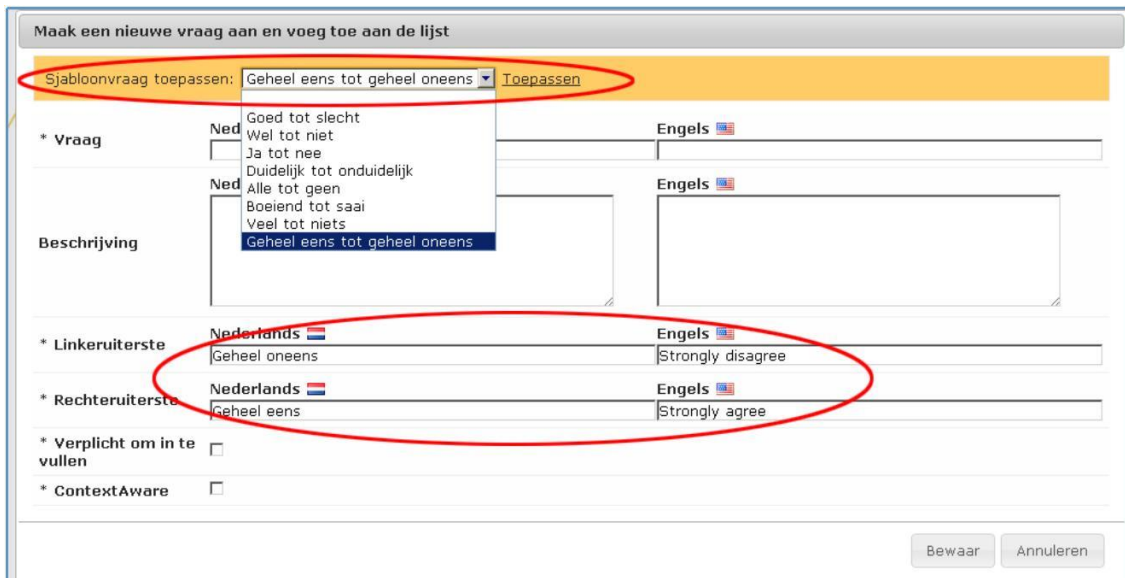 Maak een nieuwe vraag aan en voeg toe aan de lijst
Sjabloonvraag toepassen: Geheel eens tot geheel oneens Toepassen
Goed tot slecht
Wel tot niet
Ja tot nee
Duidelijk tot onduidelijk
Alle tot geen
Boeiend tot saai
Veel tot niets
Geheel eens tot geheel oneens
* Vraag
Ned
Engels
Beschrijving
Ned
Engels
* Linkeruiterste
Nederlands
Engels
Geheel oneens
Strongly disagree
* Rechteruiterste
Nederlands
Engels
Geheel eens
Strongly agree
* Verplicht om in te
vullen
* ContextAware
Bewaar
Annuleren